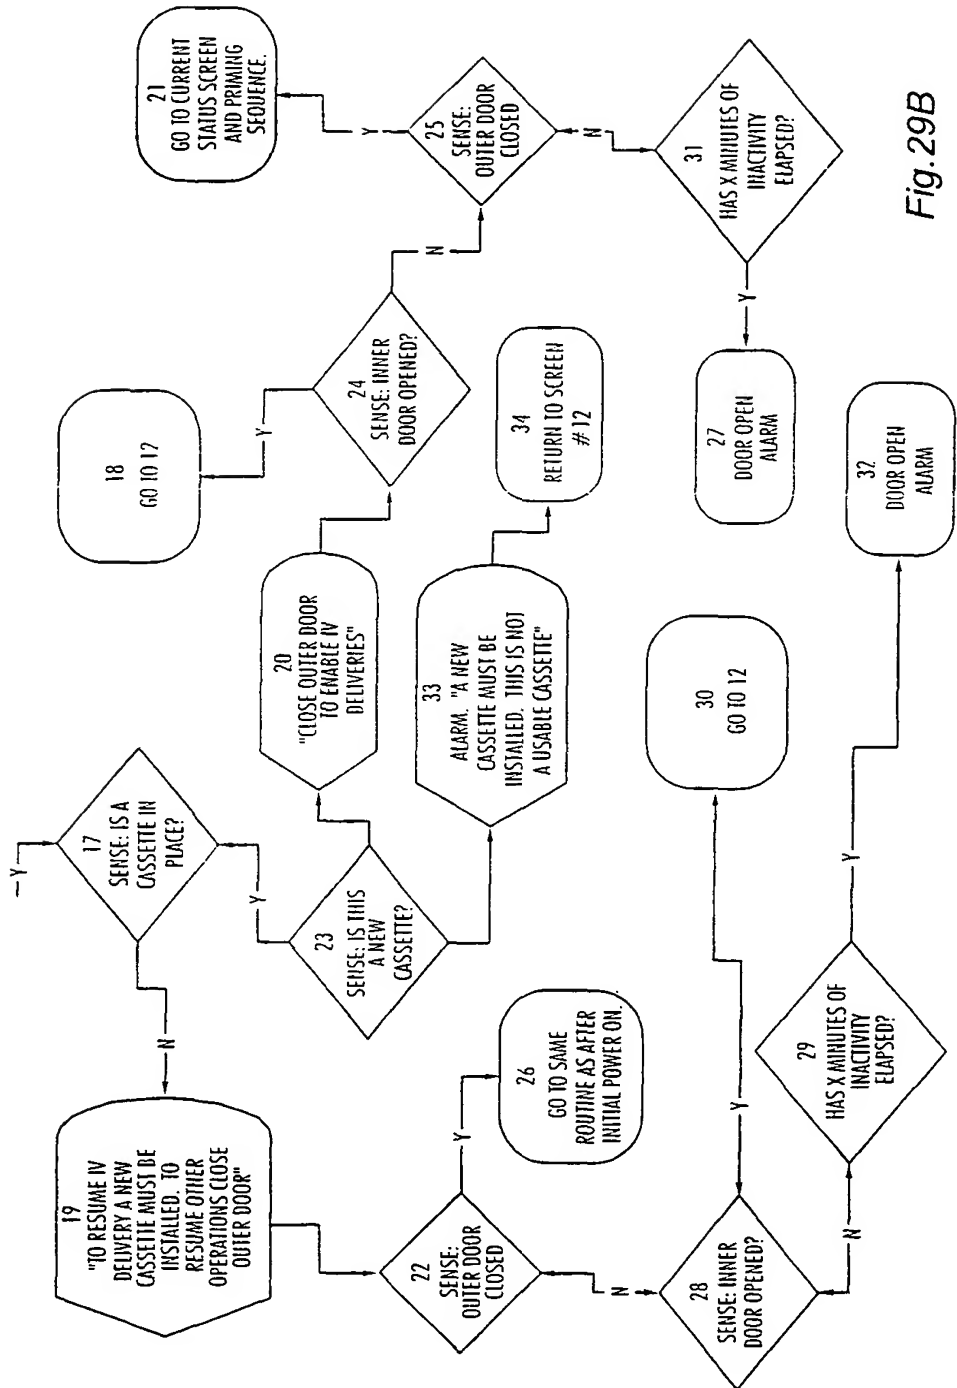 19
"TO RESUME IV
DELIVERY A NEW
CASSETTE MUST BE
INSTALLED. TO
RESUME OTHER
OPERATIONS CLOSE
OUTER DOOR"
N
17
SENSE: IS A
CASSETTE IN
PLACE?
Y
18
GO TO 12
21
GO TO CURRENT
STATUS SCREEN
AND PRIMING
SEQUENCE.
Y
Y
20
"CLOSE OUTER DOOR
TO ENABLE IV
DELIVERIES"
23
SENSE: IS THIS
A NEW
CASSETTE?
Y
24
SENSE: INNER
DOOR OPENED?
N
25
SENSE:
OUTER DOOR
CLOSED
22
SENSE:
OUTER DOOR
CLOSED
Y
26
GO TO SAME
ROUTINE AS AFTER
INITIAL POWER ON.
33
ALARM. "A NEW
CASSETTE MUST BE
INSTALLED. THIS IS NOT
A USABLE CASSETTE"
34
RETURN TO SCREEN
#12
N
N
28
SENSE: INNER
DOOR OPENED?
Y
30
GO TO 12
27
DOOR OPEN
ALARM
Y
31
HAS X MINUTES OF
INACTIVITY
ELAPSED?
N
29
HAS X MINUTES OF
INACTIVITY
ELAPSED?
Y
32
DOOR OPEN
ALARM
Fig.29B